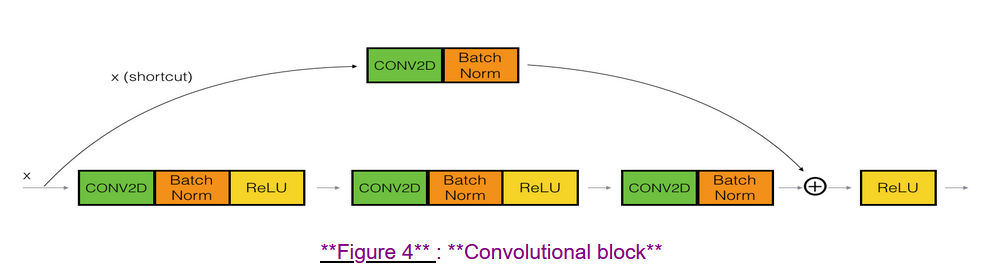 x (shortcut)
CONV2D
Batch
Norm
x
CONV2D
Batch
Norm
ReLU
CONV2D
Batch
Norm
ReLU
CONV2D
Batch
Norm
ReLU
**Figure 4** : **Convolutional block**